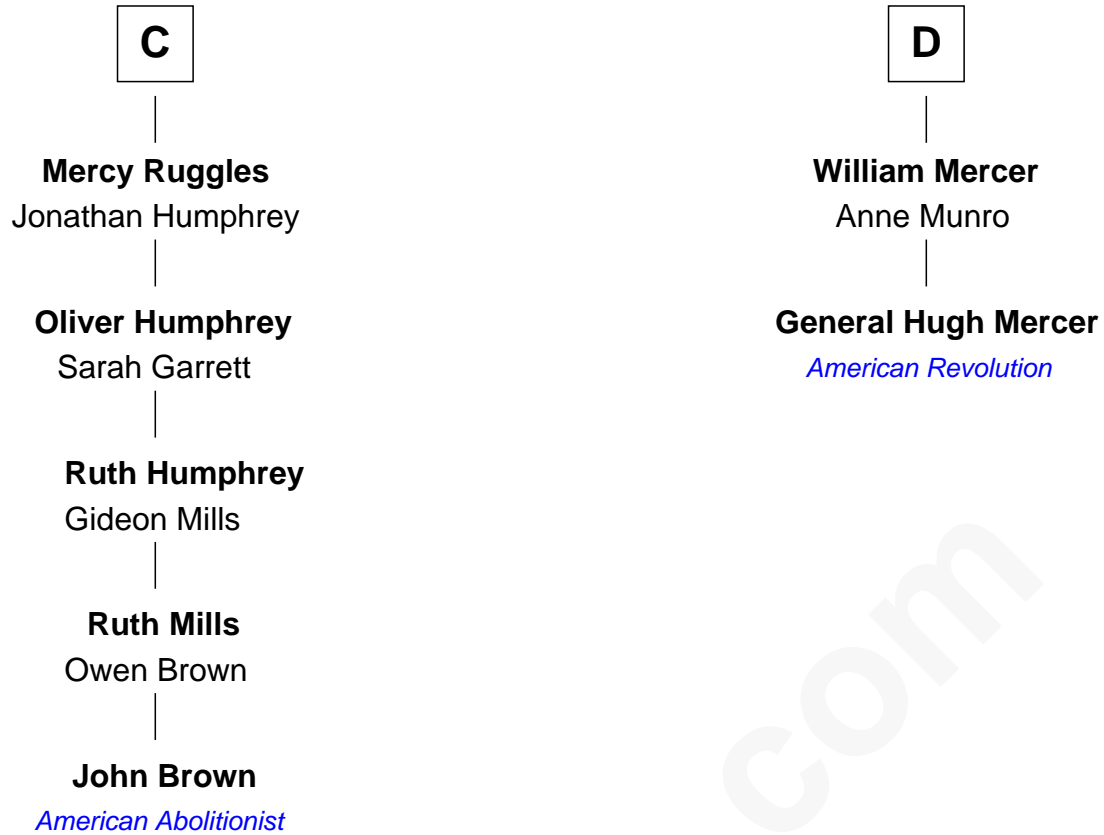 C
Mercy Ruggles
Jonathan Humphrey
Oliver Humphrey
Sarah Garrett
Ruth Humphrey
Gideon Mills
Ruth Mills
Owen Brown
John Brown
American Abolitionist
D
William Mercer
Anne Munro
General Hugh Mercer
American Revolution
com